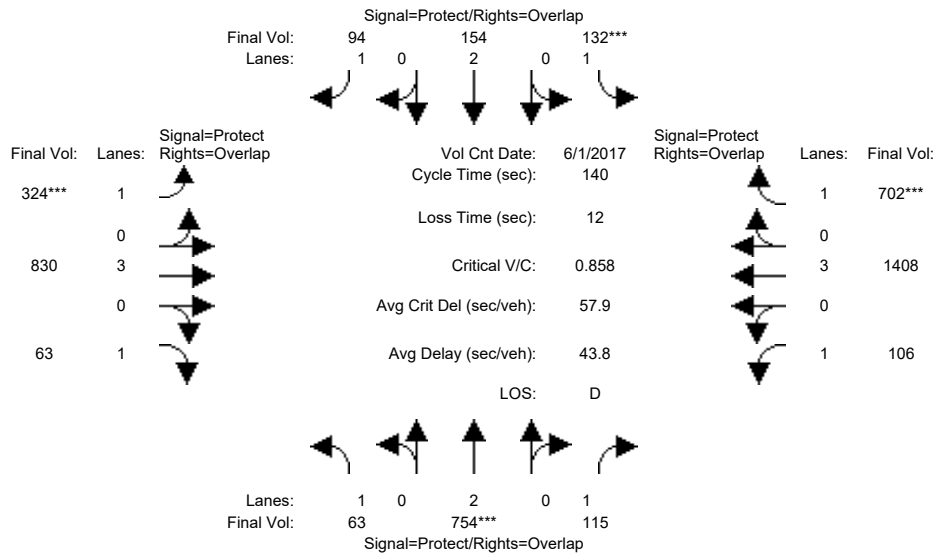 Signal=Protect/Rights=Overlap
Final Vol: 94 154 132***
Lanes: 1 0 2 0 1
Signal=Protect
Final Vol: Lanes: Rights=Overlap
Vol Cnt Date: 6/1/2017
Signal=Protect
Rights=Overlap Lanes: Final Vol:
Cycle Time (sec): 140
324*** 1
1 702***
Loss Time (sec): 12
0
0
830 3
Critical V/C: 0.858
3 1408
0
Avg Crit Del (sec/veh): 57.9
0
63 1
Avg Delay (sec/veh): 43.8
1 106
LOS: D
Lanes: 1 0 2 0 1
Final Vol: 63 754*** 115
Signal=Protect/Rights=Overlap